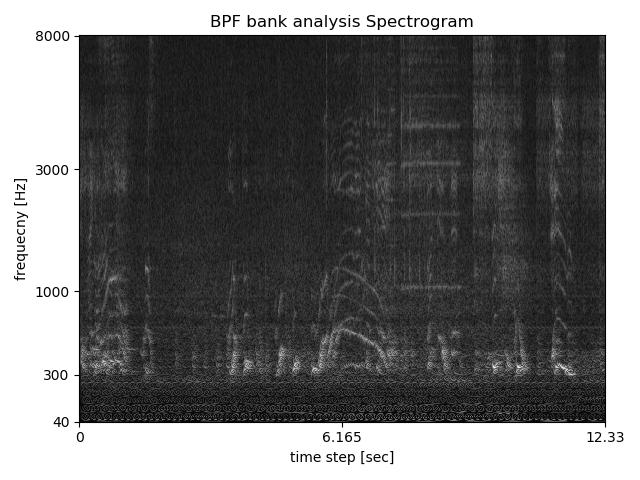 BPF bank analysis Spectrogram
8000
3000
1000
300
40
frequecny [Hz]
0
6.165
12.33
time step [sec]